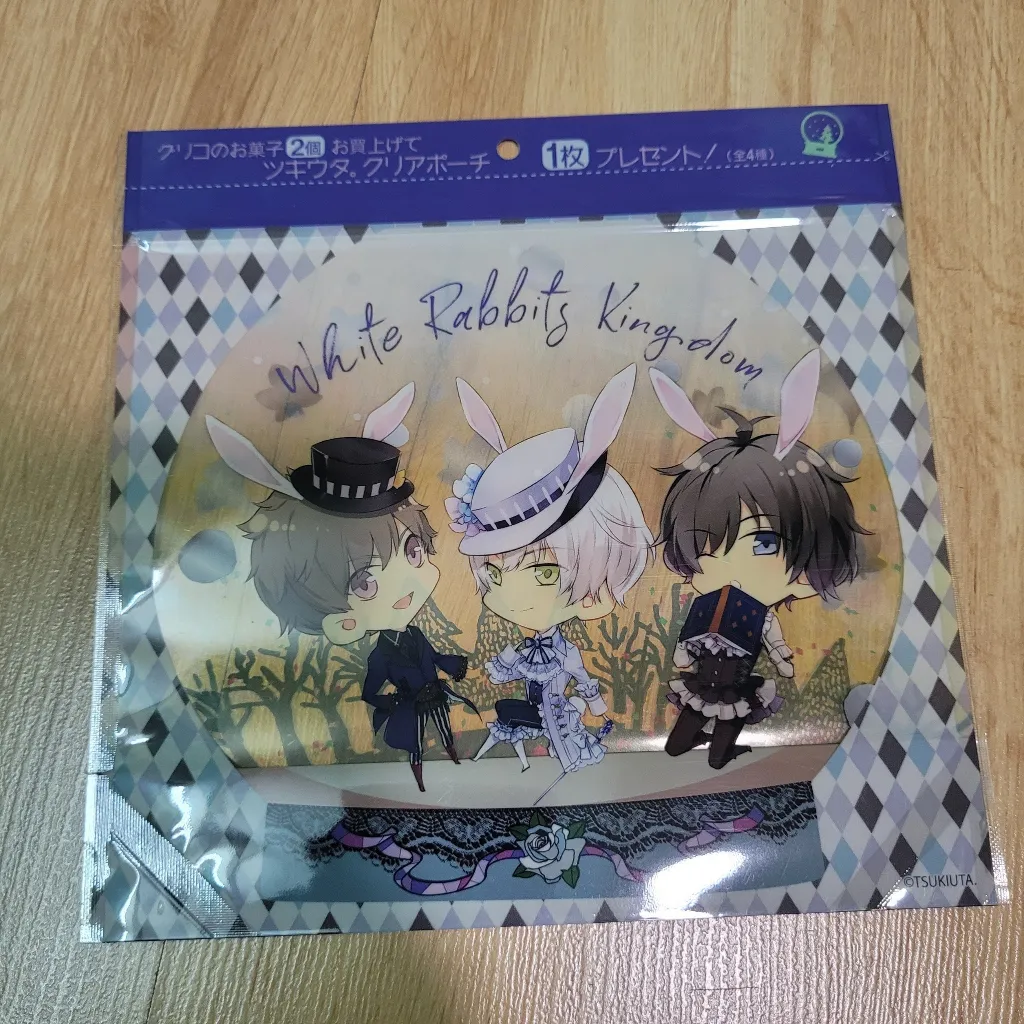 グリコのお菓子2個お買上げて
ツキウタ。クリアポーチ
1枚プレゼント!(全4種)
White Rabbits Kingdom
©TSUKIUTA.